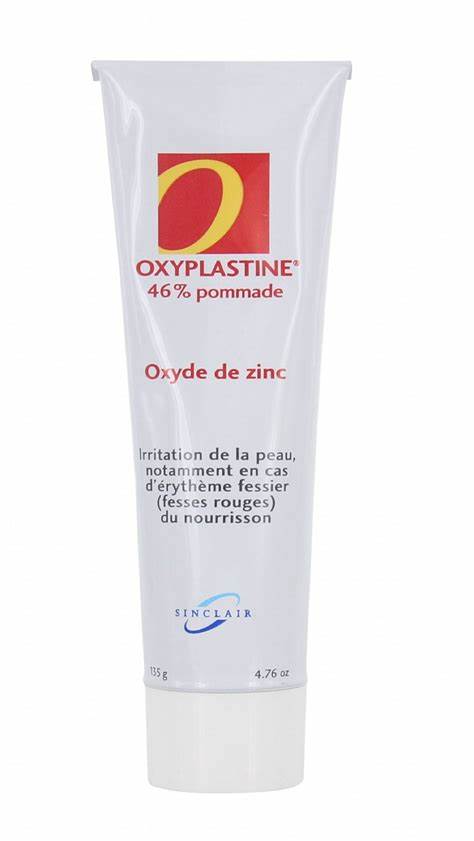 OXYPLASTINE®
46% pommade
Oxyde de zinc
Irritation de la peau,
notamment en cas
d'érythème fessier
(fesses rouges)
du nourrisson
SINCLAIR
135 g 4.76 oz